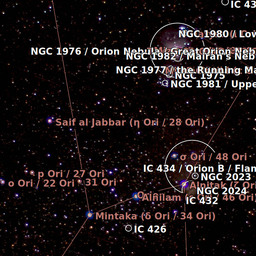 IC 43
NGC 1980 / Low
NGC 1976 / Orion Nebula / Great Orion Neb
NGC 1982 / Mairan's Neb
NGC 1977 / the Running Ma
NGC 1975
NGC 1981 / Uppe
Saif al Jabbar (η Ori / 28 Ori)
σ Ori / 48 Ori
IC 434 / Orion B / Flan
NGC 2023
p Ori / 27 Ori
o Ori / 22 Ori
31 Ori
Alnitak (ζ Ori
NGC 2024
Alnilam
46 Ori)
IC 432
Mintaka (δ Ori / 34 Ori)
IC 426